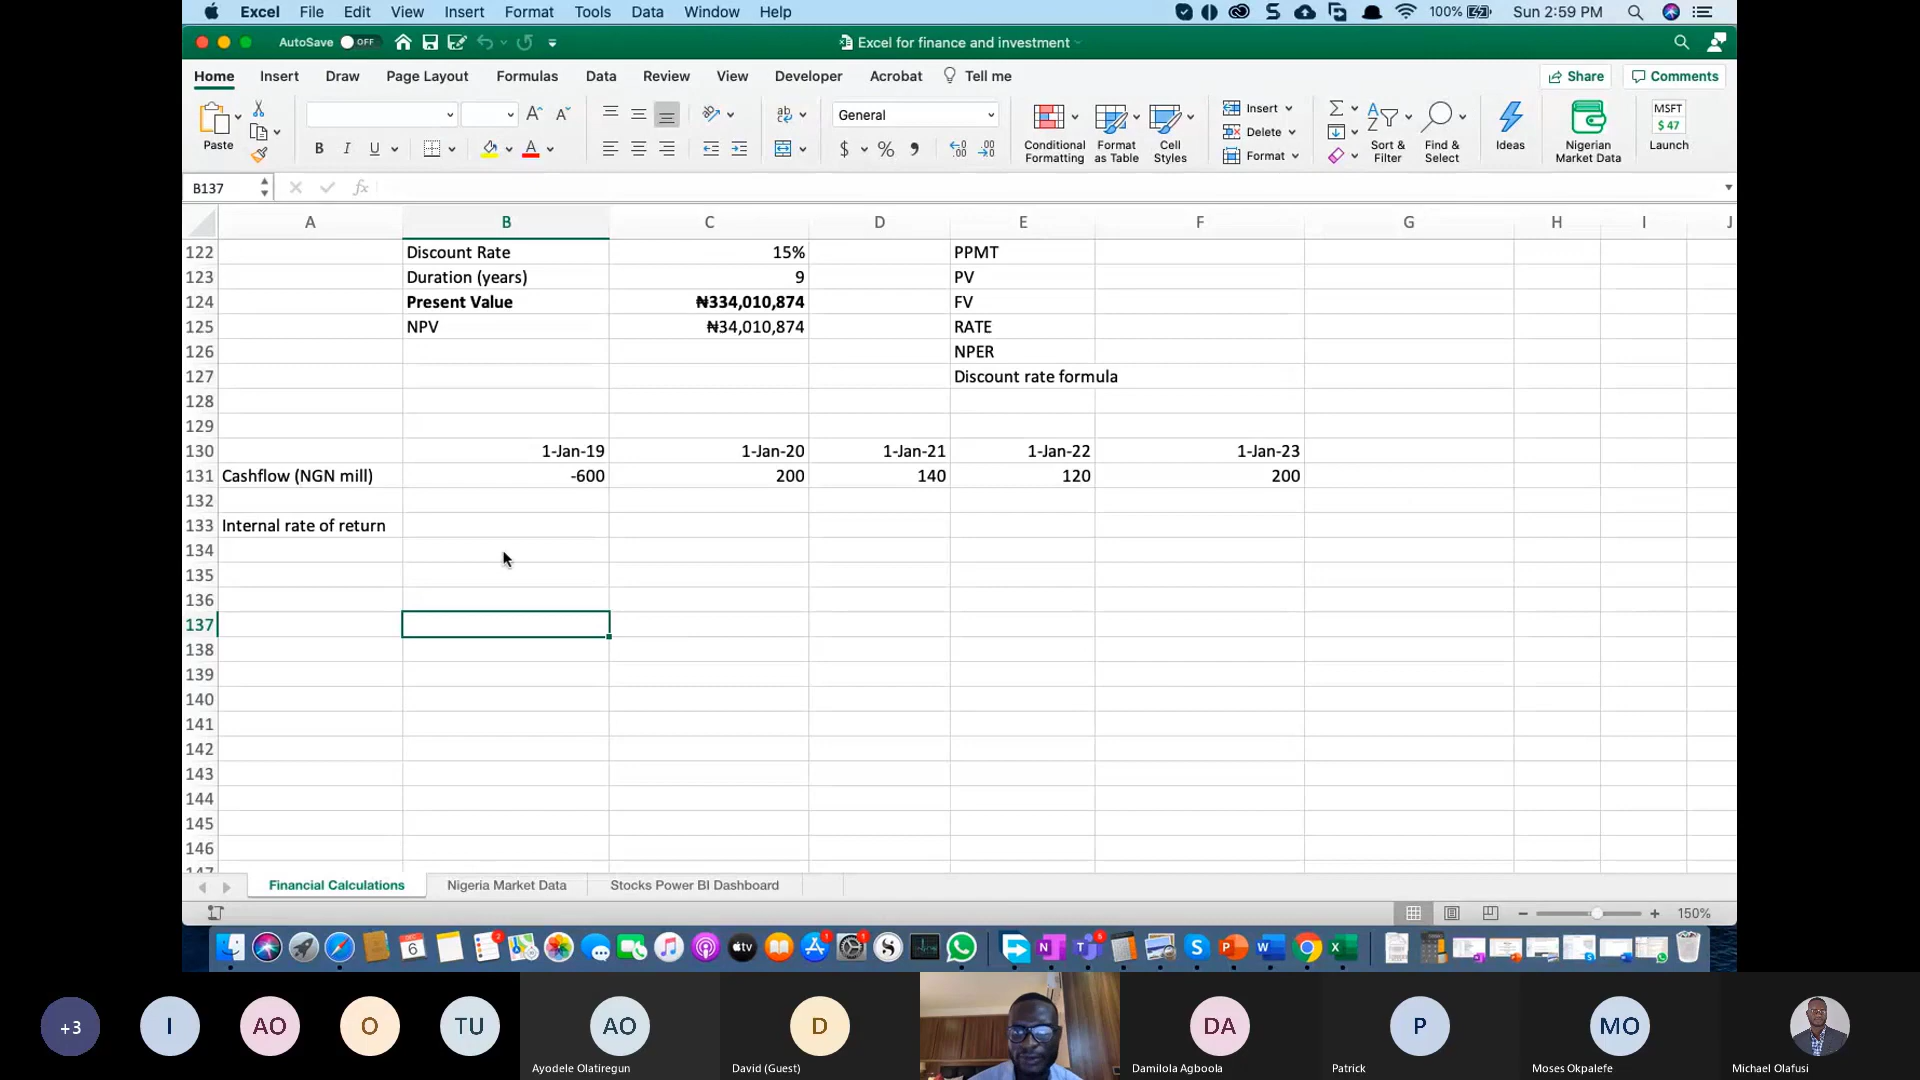 Excel File Edit View Insert Format Tools Data Window Help 100% Sun 2:59 PM
AutoSave OFF Excel for finance and investment
Home Insert Draw Page Layout Formulas Data Review View Developer Acrobat Tell me Share Comments
Paste
B I U A
General
$ %
Conditional Formatting
Format as Table
Cell Styles
Insert
Delete
Format
Sort & Filter
Find & Select
Ideas
Nigerian Market Data
MSFT
$ 47
Launch
B137 fx
A B C D E F G H I J
122 Discount Rate 15% PPMT
123 Duration (years) 9 PV
124 Present Value ₦334,010,874 FV
125 NPV ₦34,010,874 RATE
126 NPER
127 Discount rate formula
128
129
130 1-Jan-19 1-Jan-20 1-Jan-21 1-Jan-22 1-Jan-23
131 Cashflow (NGN mill) -600 200 140 120 200
132
133 Internal rate of return
134
135
136
137
138
139
140
141
142
143
144
145
146
147
Financial Calculations Nigeria Market Data Stocks Power BI Dashboard
150%
+3 I AO O TU AO D DA P MO
Ayodele Olatiregun David (Guest) Damilola Agboola Patrick Moses Okpalefe Michael Olafusi